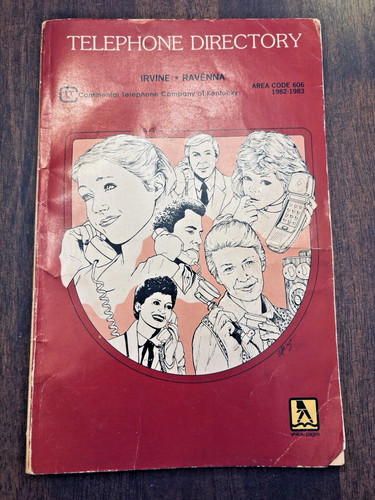 TELEPHONE DIRECTORY
IRVINE • RAVENNA
Continental Telephone Company of Kentucky
AREA CODE 606
1982-1983